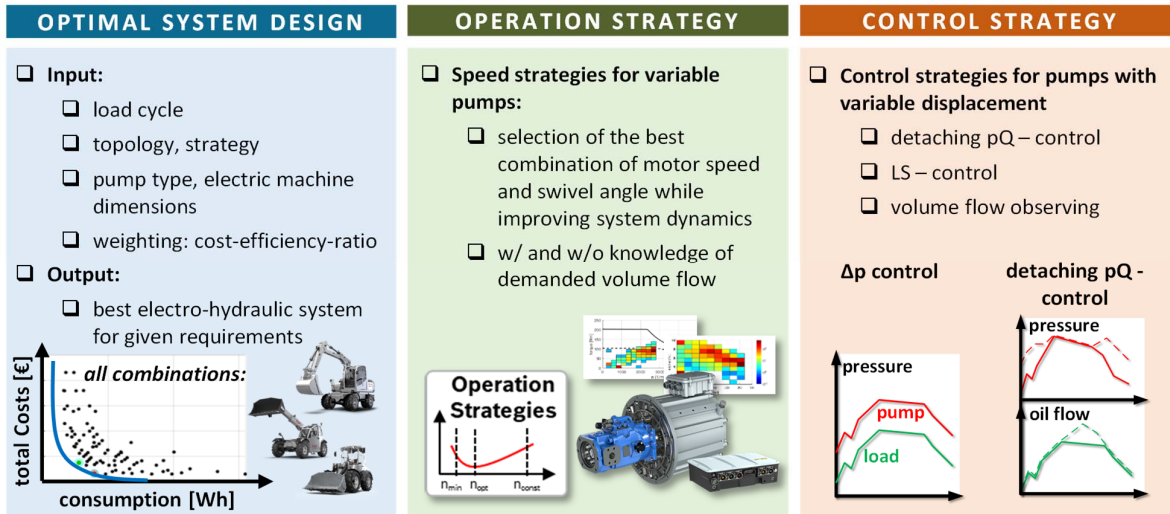 OPTIMAL SYSTEM DESIGN
❑ Input:
❑ load cycle
❑ topology, strategy
❑ pump type, electric machine
dimensions
❑ weighting: cost-efficiency-ratio
❑ Output:
❑ best electro-hydraulic system
for given requirements
all combinations:
total Costs [€]
consumption [Wh]
OPERATION STRATEGY
❑ Speed strategies for variable
pumps:
❑ selection of the best
combination of motor speed
and swivel angle while
improving system dynamics
❑ w/ and w/o knowledge of
demanded volume flow
Operation
Strategies
n_min n_opt n_const
CONTROL STRATEGY
❑ Control strategies for pumps with
variable displacement
❑ detaching pQ – control
❑ LS – control
❑ volume flow observing
Δp control
pressure
pump
load
detaching pQ -
control
pressure
oil flow